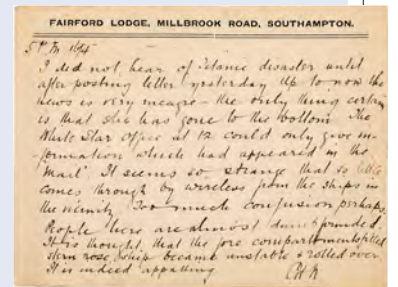 FAIRFORD LODGE, MILLBROOK ROAD, SOUTHAMPTON.
I did not hear of Titanic disaster until
after posting letter yesterday Up to now the
news is very meagre – the only thing certain
is that she has gone to the bottom The
White Star Office at 12 could only give in-
formation which had appeared in the
'Mail' It seems so strange that so little
comes through by wireless from the ships in
the vicinity Too much confusion perhaps.
People here are almost dumbfounded.
It is thought that the fore compartments filled
stern rose, ship became unstable & rolled over
It is indeed appalling